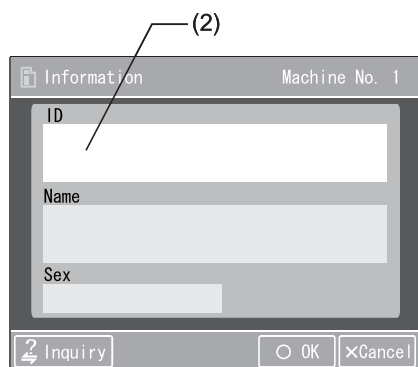 (2)
Information Machine No. 1
ID
Name
Sex
? Inquiry ○ OK ×Cancel